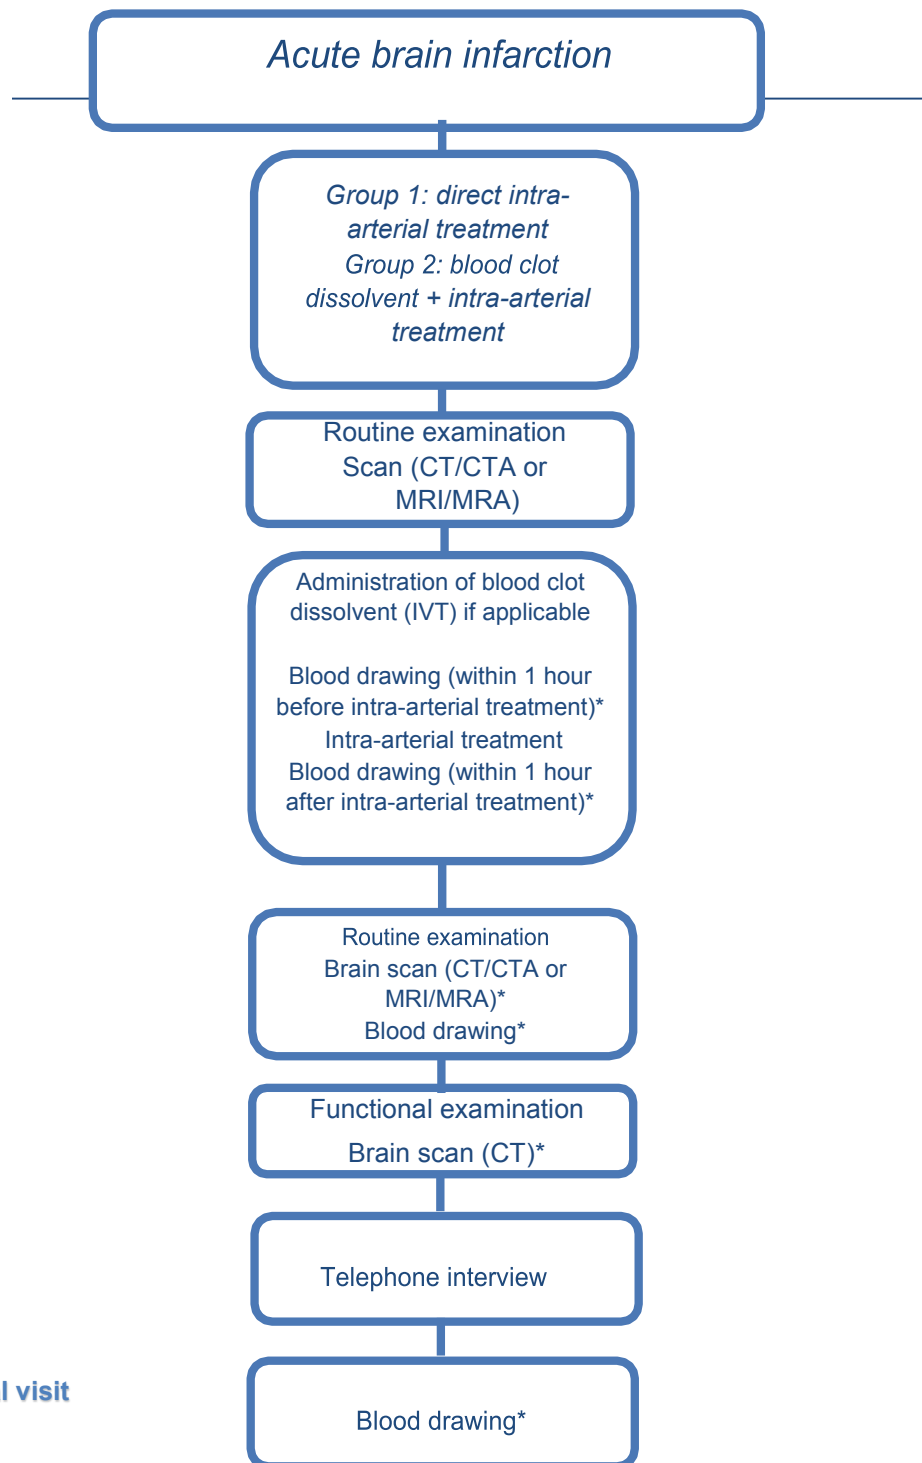 Acute brain infarction
Group 1: direct intra-
arterial treatment
Group 2: blood clot
dissolvent + intra-arterial
treatment
Routine examination
Scan (CT/CTA or
MRI/MRA)
Administration of blood clot
dissolvent (IVT) if applicable
Blood drawing (within 1 hour
before intra-arterial treatment)*
Intra-arterial treatment
Blood drawing (within 1 hour
after intra-arterial treatment)*
Routine examination
Brain scan (CT/CTA or
MRI/MRA)*
Blood drawing*
Functional examination
Brain scan (CT)*
Telephone interview
visit
Blood drawing*